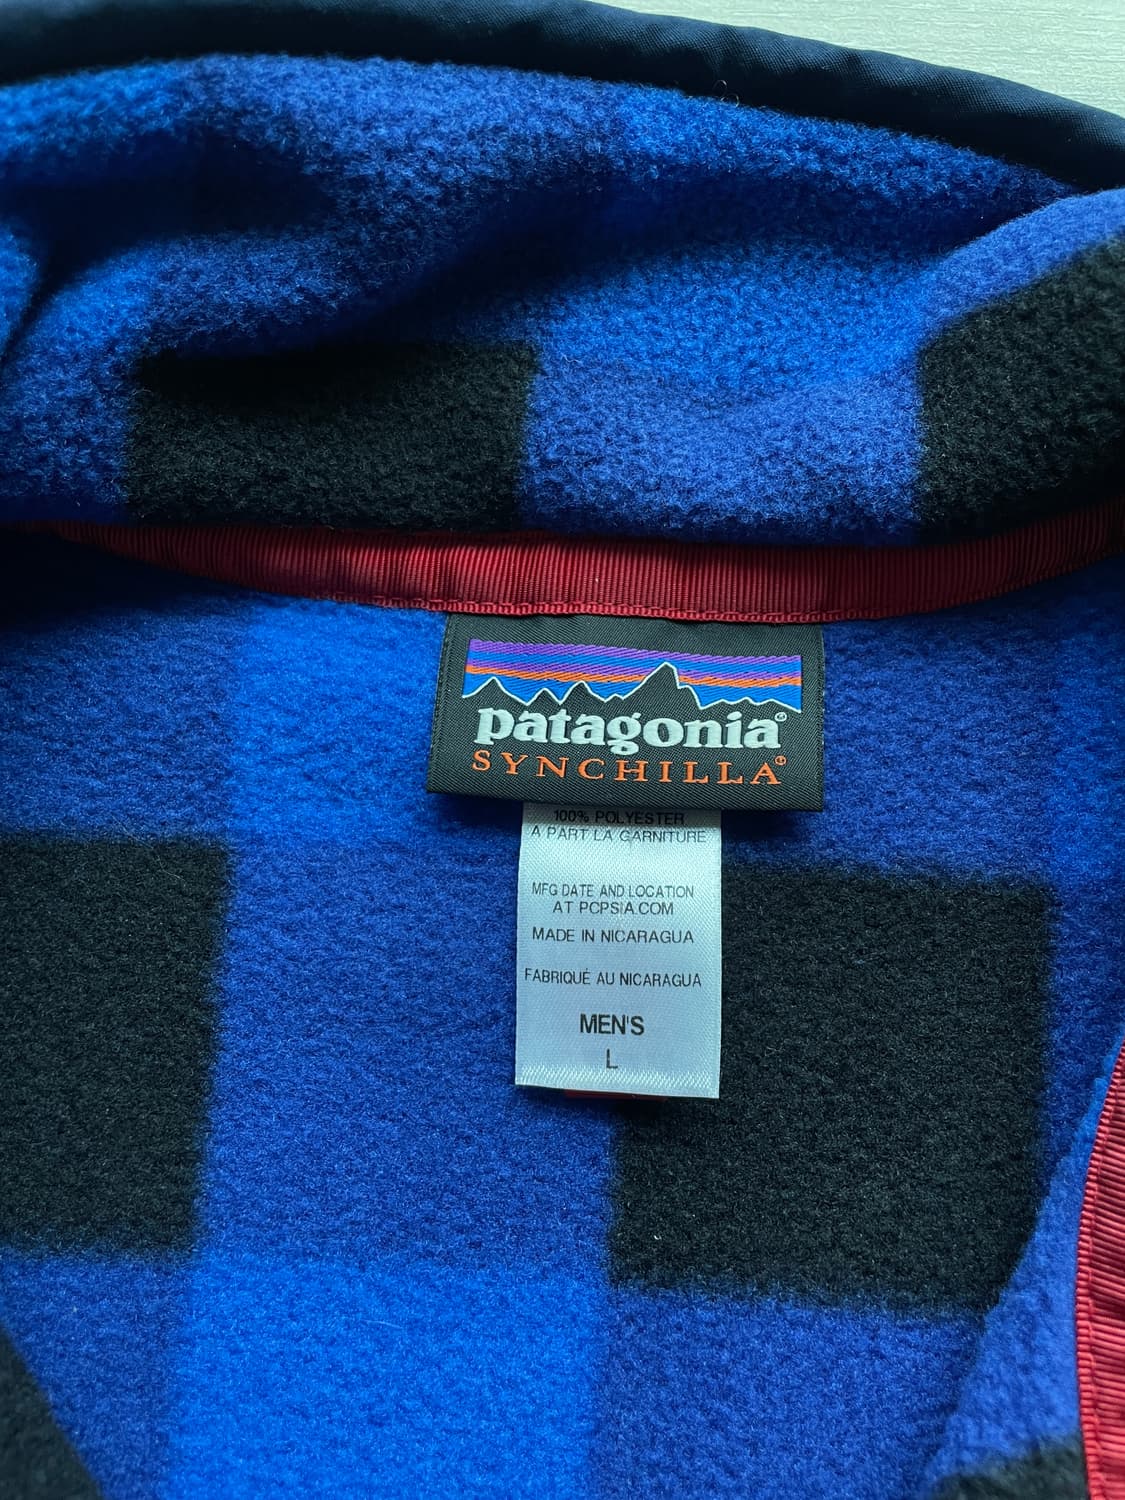 patagonia®
SYNCHILLA®
100% POLYESTER
A PART LA GARNITURE
MFG DATE AND LOCATION
AT PCPSIA.COM
MADE IN NICARAGUA
FABRIQUÉ AU NICARAGUA
MEN'S
L